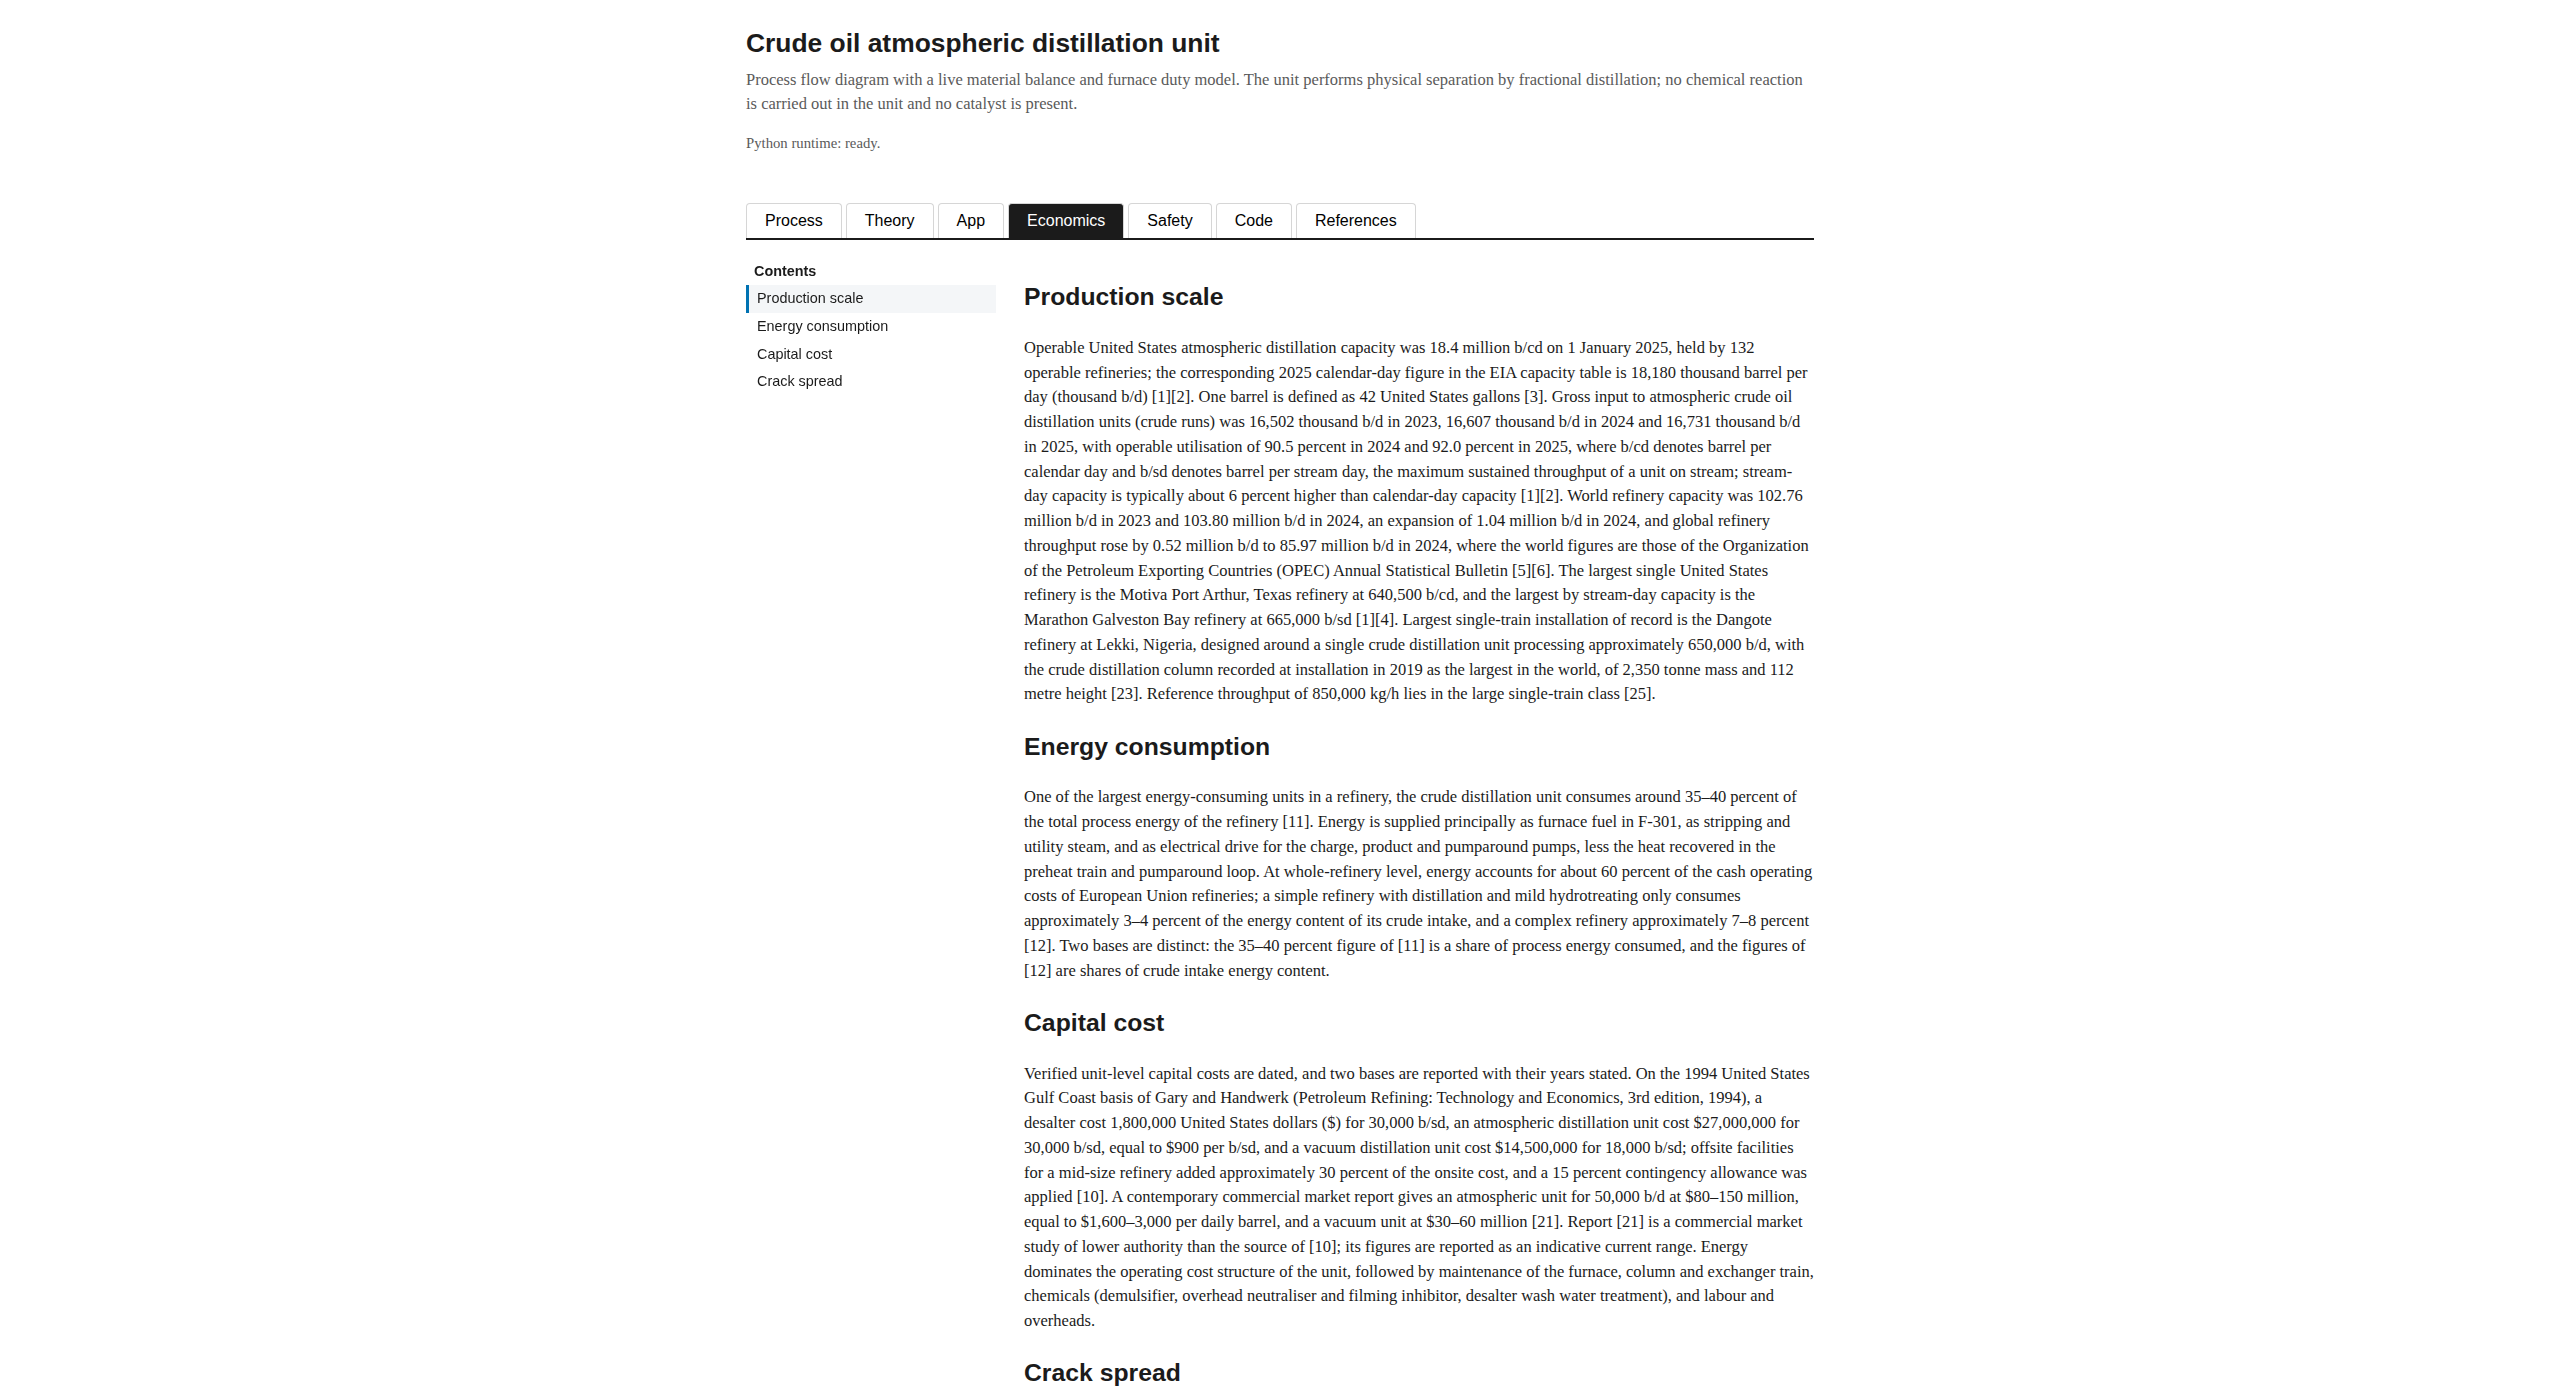 Crude oil atmospheric distillation unit
Process flow diagram with a live material balance and furnace duty model. The unit performs physical separation by fractional distillation; no chemical reaction
is carried out in the unit and no catalyst is present.
Python runtime: ready.
Process
Theory
App
Economics
Safety
Code
References
Contents
Production scale
Energy consumption
Capital cost
Crack spread
Production scale
Operable United States atmospheric distillation capacity was 18.4 million b/cd on 1 January 2025, held by 132
operable refineries; the corresponding 2025 calendar-day figure in the EIA capacity table is 18,180 thousand barrel per
day (thousand b/d) [1][2]. One barrel is defined as 42 United States gallons [3]. Gross input to atmospheric crude oil
distillation units (crude runs) was 16,502 thousand b/d in 2023, 16,607 thousand b/d in 2024 and 16,731 thousand b/d
in 2025, with operable utilisation of 90.5 percent in 2024 and 92.0 percent in 2025, where b/cd denotes barrel per
calendar day and b/sd denotes barrel per stream day, the maximum sustained throughput of a unit on stream; stream-
day capacity is typically about 6 percent higher than calendar-day capacity [1][2]. World refinery capacity was 102.76
million b/d in 2023 and 103.80 million b/d in 2024, an expansion of 1.04 million b/d in 2024, and global refinery
throughput rose by 0.52 million b/d to 85.97 million b/d in 2024, where the world figures are those of the Organization
of the Petroleum Exporting Countries (OPEC) Annual Statistical Bulletin [5][6]. The largest single United States
refinery is the Motiva Port Arthur, Texas refinery at 640,500 b/cd, and the largest by stream-day capacity is the
Marathon Galveston Bay refinery at 665,000 b/sd [1][4]. Largest single-train installation of record is the Dangote
refinery at Lekki, Nigeria, designed around a single crude distillation unit processing approximately 650,000 b/d, with
the crude distillation column recorded at installation in 2019 as the largest in the world, of 2,350 tonne mass and 112
metre height [23]. Reference throughput of 850,000 kg/h lies in the large single-train class [25].
Energy consumption
One of the largest energy-consuming units in a refinery, the crude distillation unit consumes around 35–40 percent of
the total process energy of the refinery [11]. Energy is supplied principally as furnace fuel in F-301, as stripping and
utility steam, and as electrical drive for the charge, product and pumparound pumps, less the heat recovered in the
preheat train and pumparound loop. At whole-refinery level, energy accounts for about 60 percent of the cash operating
costs of European Union refineries; a simple refinery with distillation and mild hydrotreating only consumes
approximately 3–4 percent of the energy content of its crude intake, and a complex refinery approximately 7–8 percent
[12]. Two bases are distinct: the 35–40 percent figure of [11] is a share of process energy consumed, and the figures of
[12] are shares of crude intake energy content.
Capital cost
Verified unit-level capital costs are dated, and two bases are reported with their years stated. On the 1994 United States
Gulf Coast basis of Gary and Handwerk (Petroleum Refining: Technology and Economics, 3rd edition, 1994), a
desalter cost 1,800,000 United States dollars ($) for 30,000 b/sd, an atmospheric distillation unit cost $27,000,000 for
30,000 b/sd, equal to $900 per b/sd, and a vacuum distillation unit cost $14,500,000 for 18,000 b/sd; offsite facilities
for a mid-size refinery added approximately 30 percent of the onsite cost, and a 15 percent contingency allowance was
applied [10]. A contemporary commercial market report gives an atmospheric unit for 50,000 b/d at $80–150 million,
equal to $1,600–3,000 per daily barrel, and a vacuum unit at $30–60 million [21]. Report [21] is a commercial market
study of lower authority than the source of [10]; its figures are reported as an indicative current range. Energy
dominates the operating cost structure of the unit, followed by maintenance of the furnace, column and exchanger train,
chemicals (demulsifier, overhead neutraliser and filming inhibitor, desalter wash water treatment), and labour and
overheads.
Crack spread